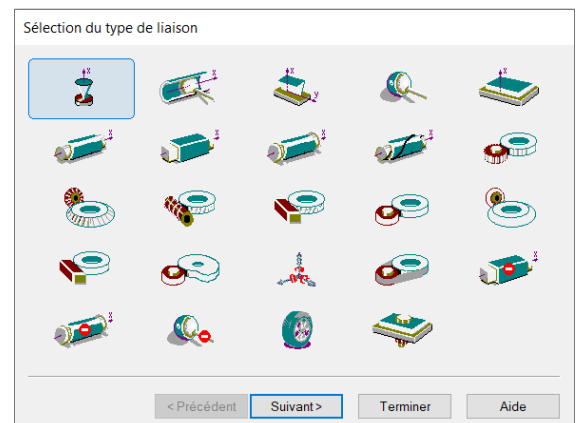 Sélection du type de liaison
x x x x
y
x x x x
x
x
< Précédent Suivant > Terminer Aide